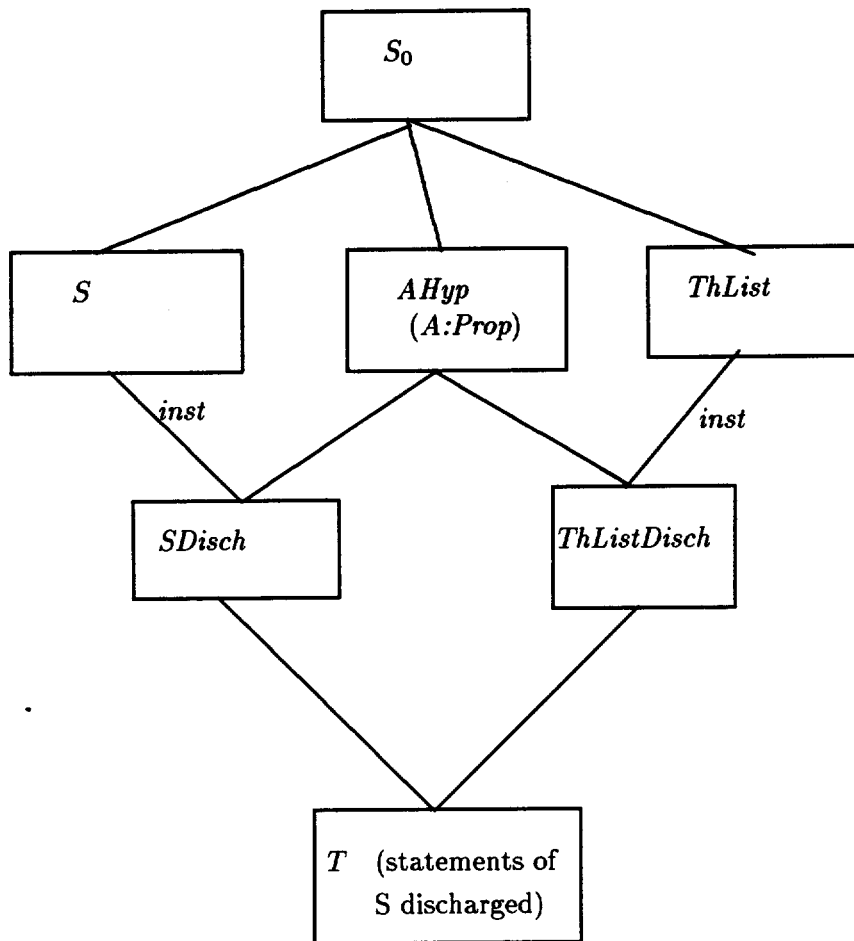 S₀
S
AHyp
(A:Prop)
ThList
inst
inst
SDisch
ThListDisch
T (statements of
S discharged)